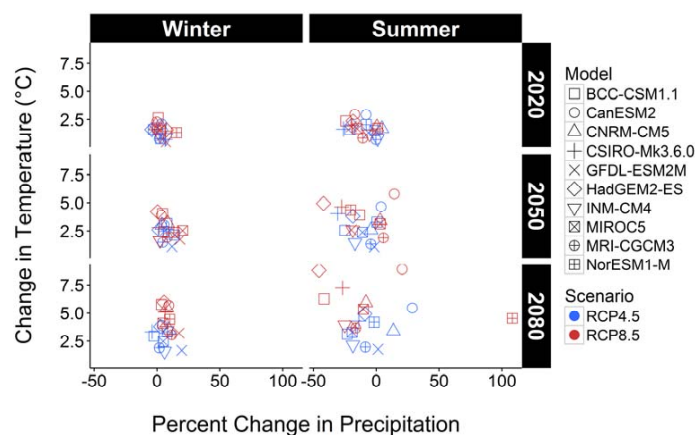 Winter
Summer
7.5
5.0
2.5
2020
7.5
5.0
2.5
2050
7.5
5.0
2.5
2080
-50
0
50
100
-50
0
50
100
Change in Temperature (°C)
Percent Change in Precipitation
Model
BCC-CSM1.1
CanESM2
CNRM-CM5
CSIRO-Mk3.6.0
GFDL-ESM2M
HadGEM2-ES
INM-CM4
MIROC5
MRI-CGCM3
NorESM1-M
Scenario
RCP4.5
RCP8.5